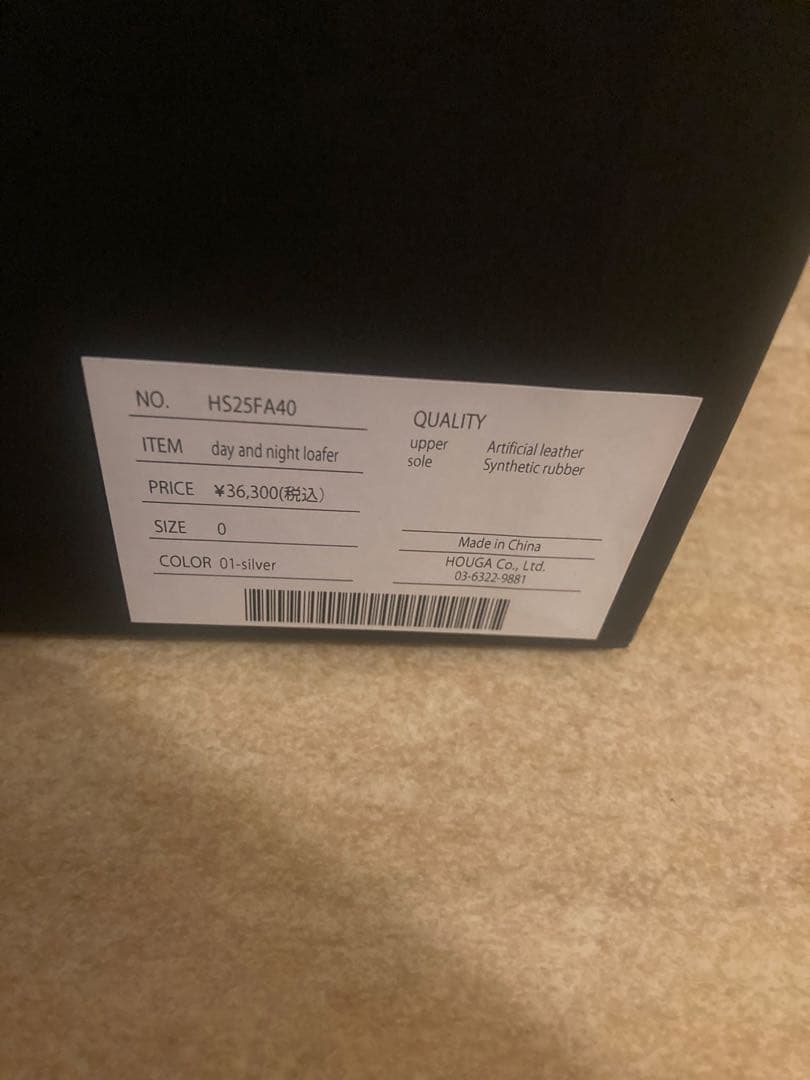 NO. HS25FA40
ITEM day and night loafer
PRICE ¥36,300(税込)
SIZE 0
COLOR 01-silver
QUALITY
upper Artificial leather
sole Synthetic rubber
Made in China
HOUGA Co., Ltd.
03-6322-9881